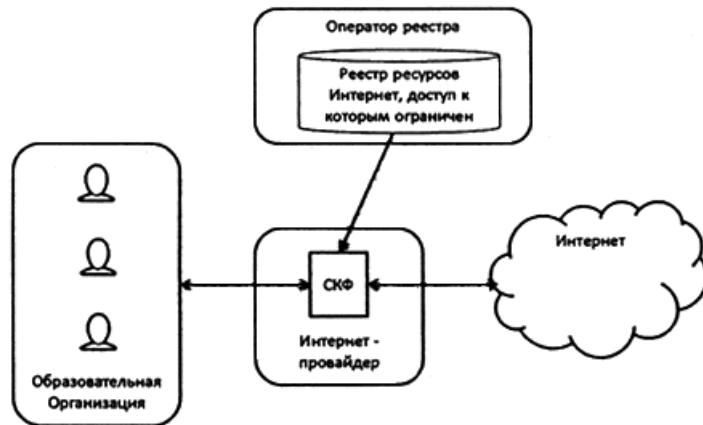 Оператор реестра
Реестр ресурсов
Интернет, доступ к
которым ограничен
Интернет
СКФ
Интернет -
провайдер
Образовательная
Организация